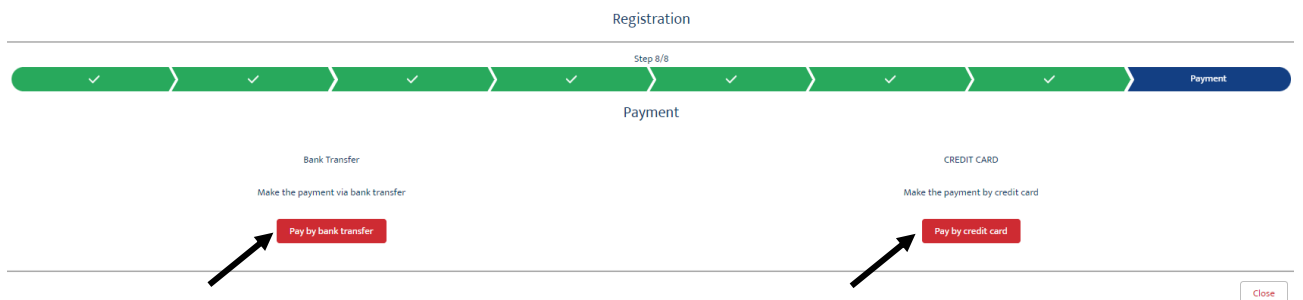 Registration
Step 8/8
Payment
Payment
Bank Transfer
CREDIT CARD
Make the payment via bank transfer
Make the payment by credit card
Pay by bank transfer
Pay by credit card
Close